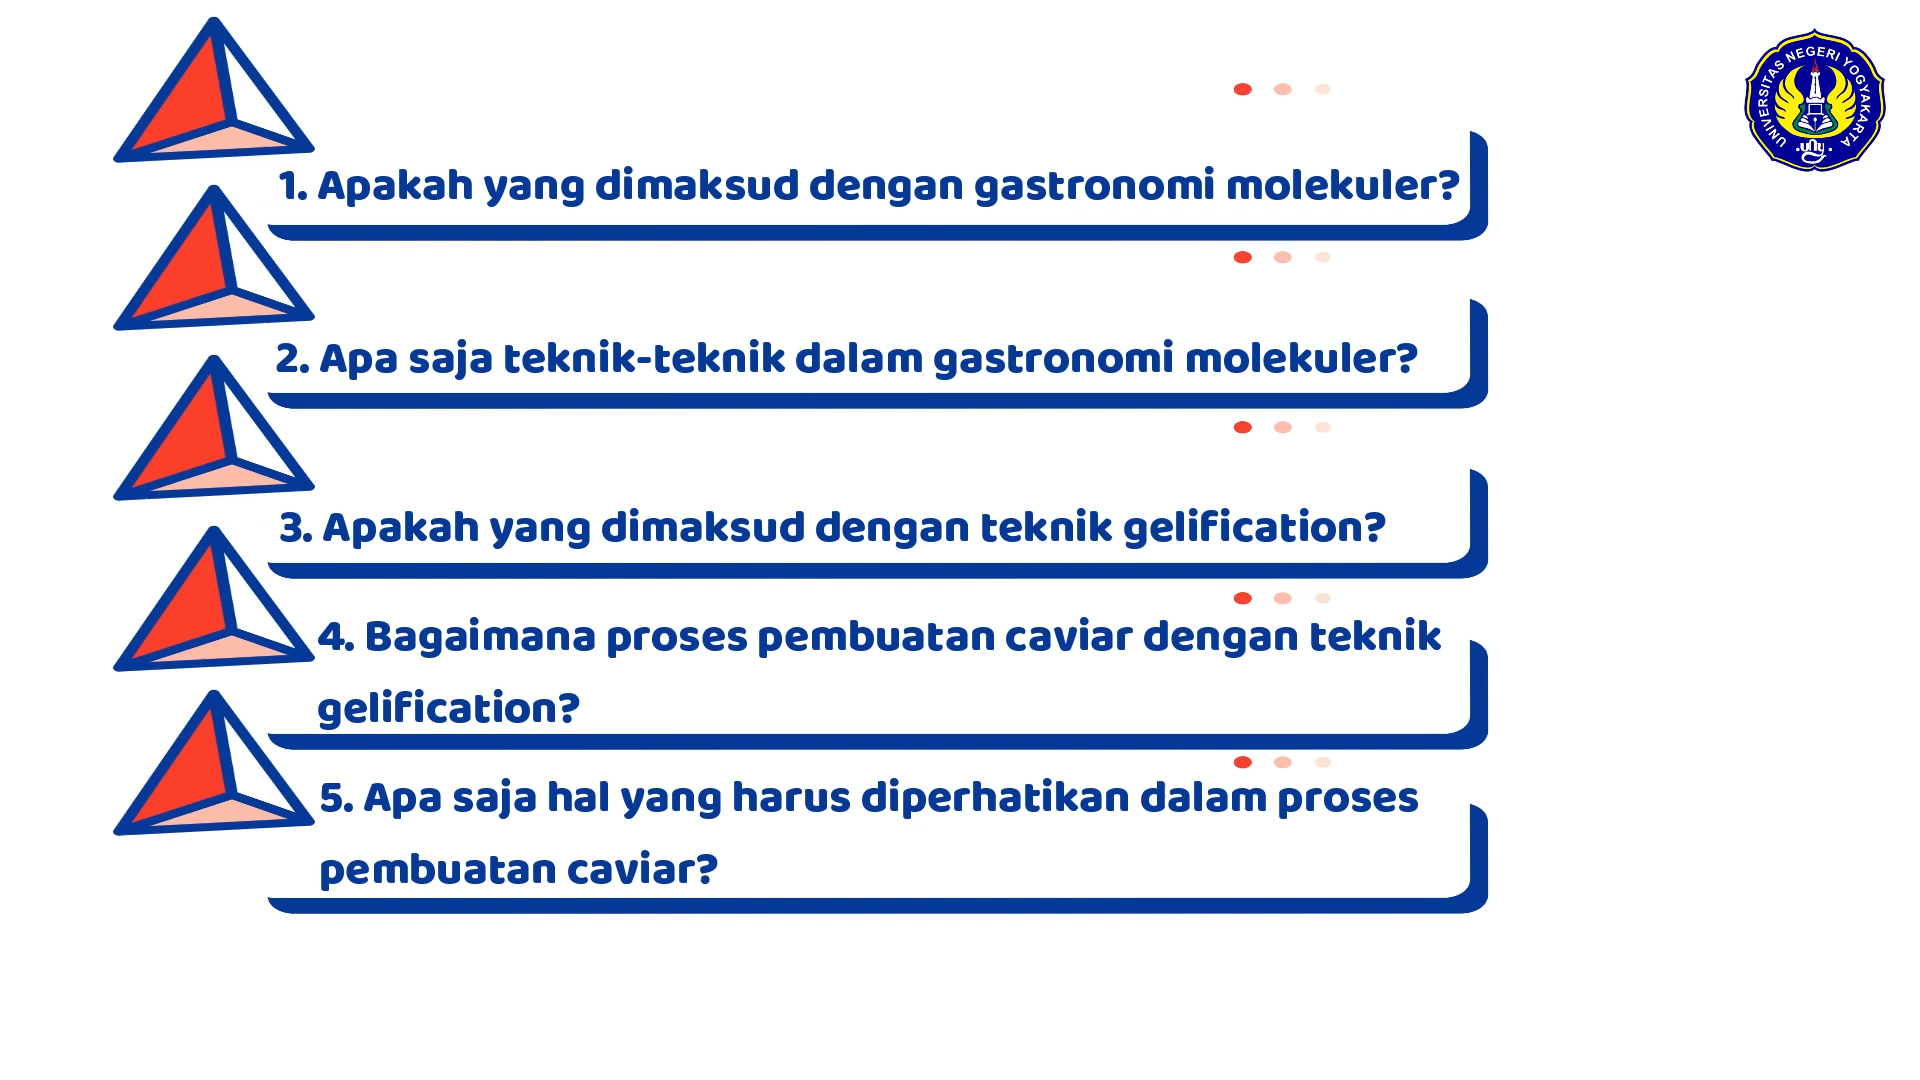 UNIVERSITAS NEGERI YOGYAKARTA
uny
1. Apakah yang dimaksud dengan gastronomi molekuler?
2. Apa saja teknik-teknik dalam gastronomi molekuler?
3. Apakah yang dimaksud dengan teknik gelification?
4. Bagaimana proses pembuatan caviar dengan teknik
gelification?
5. Apa saja hal yang harus diperhatikan dalam proses
pembuatan caviar?